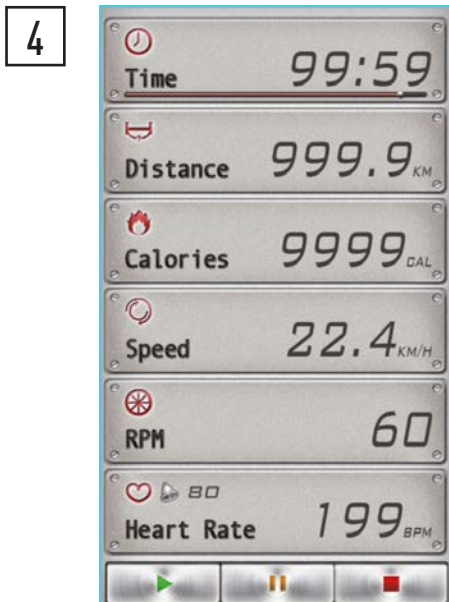 4
Time 99:59
Distance 999.9 KM
Calories 9999 CAL
Speed 22.4 KM/H
RPM 60
80
Heart Rate 199 BPM